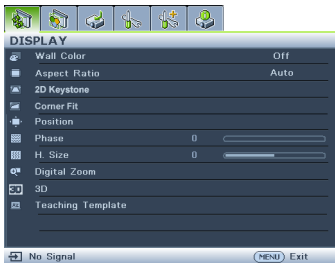 DISPLAY
Wall Color Off
Aspect Ratio Auto
2D Keystone
Corner Fit
Position
Phase 0
H. Size 0
Digital Zoom
3D 3D
Teaching Template
No Signal MENU Exit